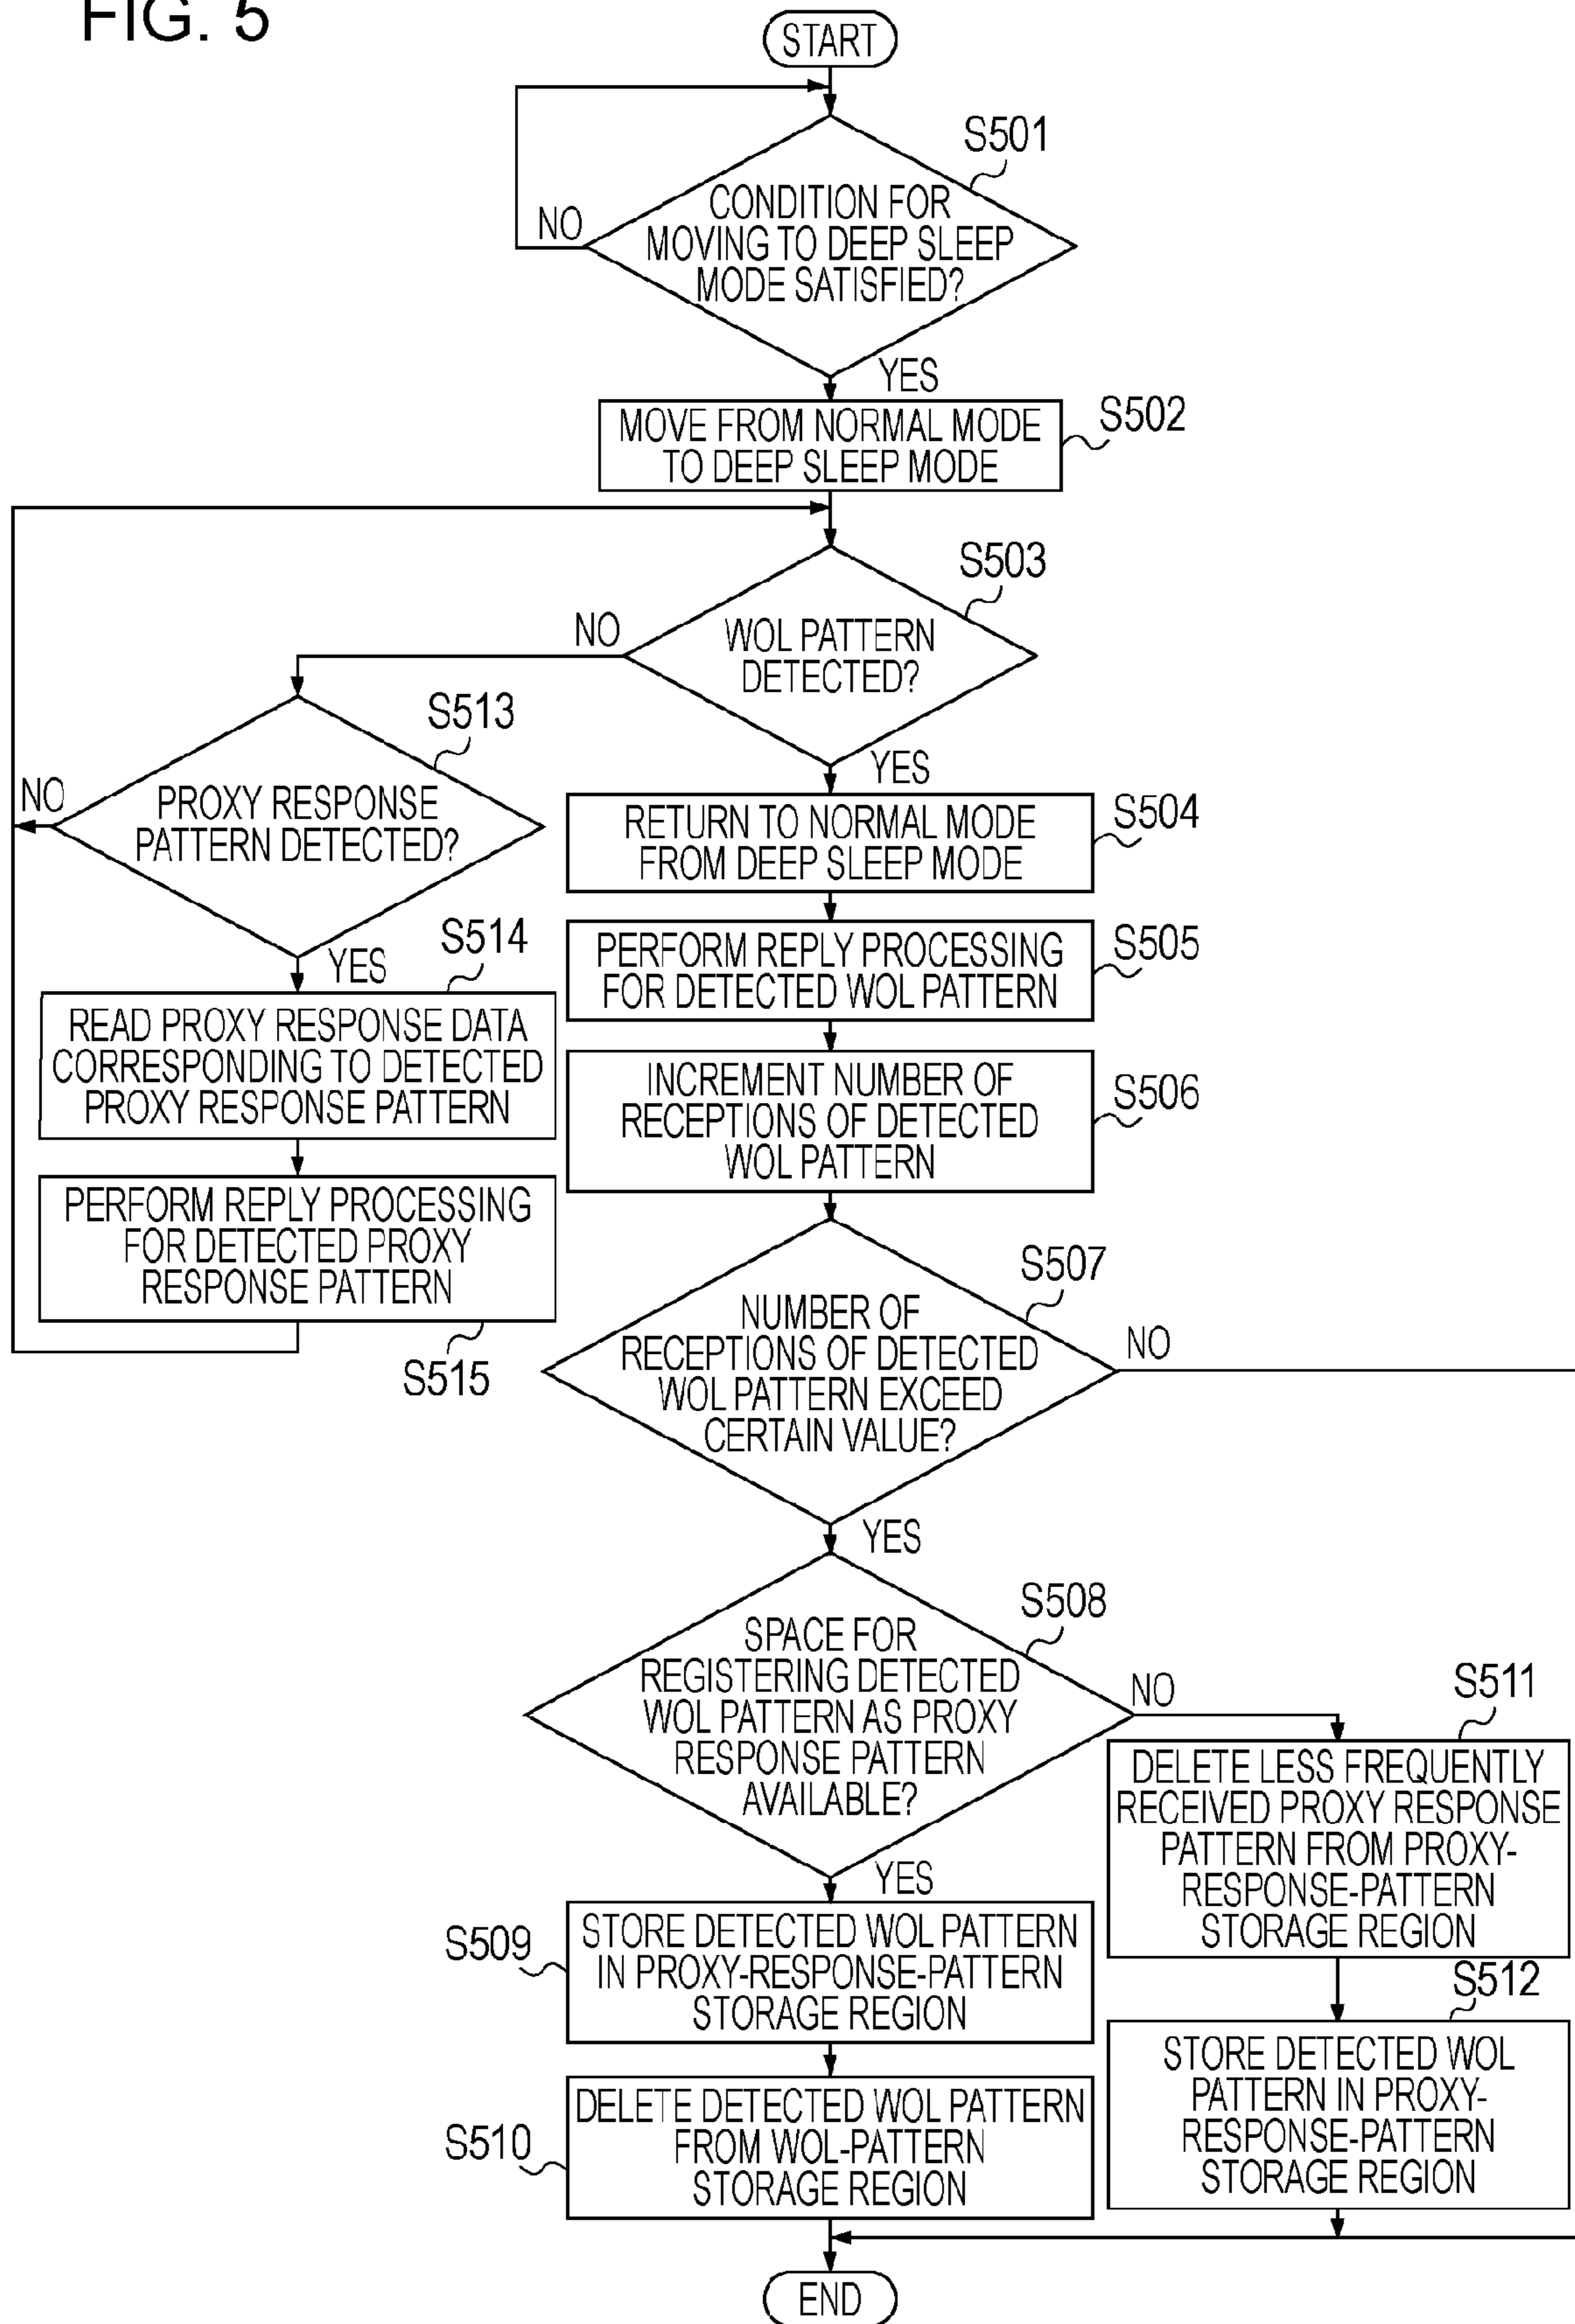 FIG. 5
START
S501
CONDITION FOR
MOVING TO DEEP SLEEP
MODE SATISFIED?
NO
YES
MOVE FROM NORMAL MODE
TO DEEP SLEEP MODE
S502
S503
WOL PATTERN
DETECTED?
NO
YES
S513
PROXY RESPONSE
PATTERN DETECTED?
NO
YES
S504
RETURN TO NORMAL MODE
FROM DEEP SLEEP MODE
S514
READ PROXY RESPONSE DATA
CORRESPONDING TO DETECTED
PROXY RESPONSE PATTERN
S505
PERFORM REPLY PROCESSING
FOR DETECTED WOL PATTERN
S506
INCREMENT NUMBER OF
RECEPTIONS OF DETECTED
WOL PATTERN
PERFORM REPLY PROCESSING
FOR DETECTED PROXY
RESPONSE PATTERN
S515
S507
NUMBER OF
RECEPTIONS OF DETECTED
WOL PATTERN EXCEED
CERTAIN VALUE?
NO
YES
S508
SPACE FOR
REGISTERING DETECTED
WOL PATTERN AS PROXY
RESPONSE PATTERN
AVAILABLE?
NO
YES
S511
DELETE LESS FREQUENTLY
RECEIVED PROXY RESPONSE
PATTERN FROM PROXY-
RESPONSE-PATTERN
STORAGE REGION
S509
STORE DETECTED WOL PATTERN
IN PROXY-RESPONSE-PATTERN
STORAGE REGION
S512
STORE DETECTED WOL
PATTERN IN PROXY-
RESPONSE-PATTERN
STORAGE REGION
S510
DELETE DETECTED WOL PATTERN
FROM WOL-PATTERN
STORAGE REGION
END